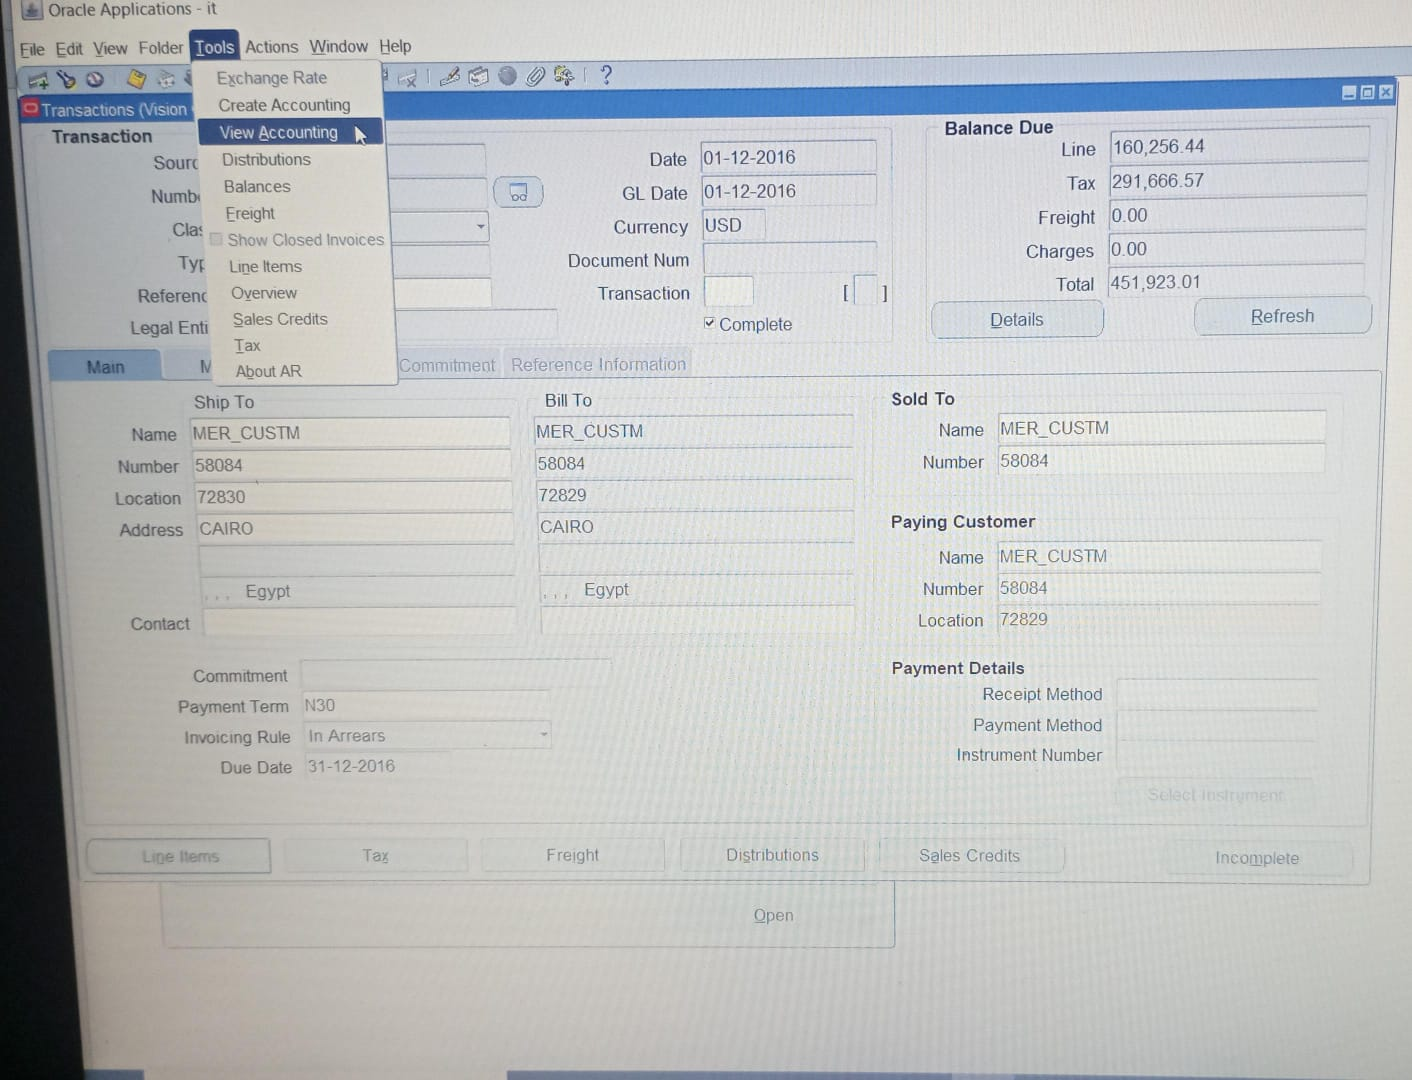 Oracle Applications - it
File Edit View Folder Tools Actions Window Help
Exchange Rate
Create Accounting
View Accounting
Distributions
Balances
Freight
Show Closed Invoices
Line Items
Overview
Sales Credits
Tax
About AR
Transactions (Vision
Transaction
Sourc
Numbe
Clas
Typ
Referenc
Legal Enti
Date 01-12-2016
GL Date 01-12-2016
Currency USD
Document Num
Transaction [ ]
Complete
Balance Due
Line 160,256.44
Tax 291,666.57
Freight 0.00
Charges 0.00
Total 451,923.01
Details Refresh
Main M Commitment Reference Information
Ship To
Name MER_CUSTM
Number 58084
Location 72830
Address CAIRO
, , , Egypt
Contact
Bill To
MER_CUSTM
58084
72829
CAIRO
, , , Egypt
Sold To
Name MER_CUSTM
Number 58084
Paying Customer
Name MER_CUSTM
Number 58084
Location 72829
Commitment
Payment Term N30
Invoicing Rule In Arrears
Due Date 31-12-2016
Payment Details
Receipt Method
Payment Method
Instrument Number
Select Instrument
Line Items Tax Freight Distributions Sales Credits Incomplete
Open